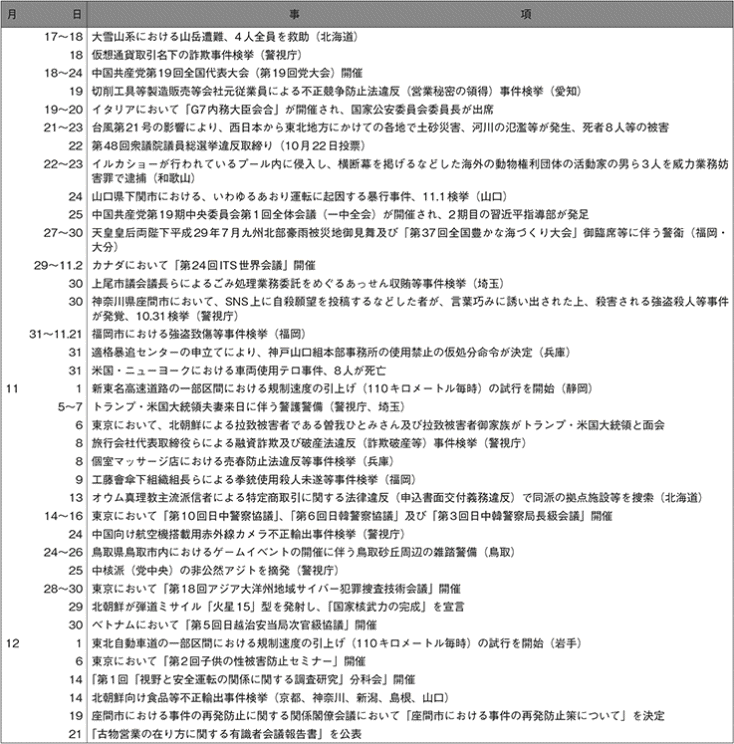 月 日 事 項
17～18 大雪山系における山岳遭難、4人全員を救助（北海道）
18 仮想通貨取引名下の詐欺事件検挙（警視庁）
18～24 中国共産党第19回全国代表大会（第19回党大会）開催
19 切削工具等製造販売等会社元従業員による不正競争防止法違反（営業秘密の領得）事件検挙（愛知）
19～20 イタリアにおいて「G7内務大臣会合」が開催され、国家公安委員会委員長が出席
21～23 台風第21号の影響により、西日本から東北地方にかけての各地で土砂災害、河川の氾濫等が発生、死者8人等の被害
22 第48回衆議院議員総選挙違反取締り（10月22日投票）
22～23 イルカショーが行われているプール内に侵入し、横断幕を掲げるなどした海外の動物権利団体の活動家の男ら3人を威力業務妨
害罪で逮捕（和歌山）
24 山口県下関市における、いわゆるあおり運転に起因する暴行事件、11.1検挙（山口）
25 中国共産党第19期中央委員会第1回全体会議（一中全会）が開催され、2期目の習近平指導部が発足
27～30 天皇皇后両陛下平成29年7月九州北部豪雨被災地御見舞及び「第37回全国豊かな海づくり大会」御臨席等に伴う警衛（福岡・
大分）
29～11.2 カナダにおいて「第24回ITS世界会議」開催
30 上尾市議会議長らによるごみ処理業務委託をめぐるあっせん収賄等事件検挙（埼玉）
30 神奈川県座間市において、SNS上に自殺願望を投稿するなどした者が、言葉巧みに誘い出された上、殺害される強盗殺人等事件
が発覚、10.31検挙（警視庁）
31～11.21 福岡市における強盗致傷等事件検挙（福岡）
31 適格暴追センターの申立てにより、神戸山口組本部事務所の使用禁止の仮処分命令が決定（兵庫）
31 米国・ニューヨークにおける車両使用テロ事件、8人が死亡
11 1 新東名高速道路の一部区間における規制速度の引上げ（110キロメートル毎時）の試行を開始（静岡）
5～7 トランプ・米国大統領夫妻来日に伴う警護警備（警視庁、埼玉）
6 東京において、北朝鮮による拉致被害者である曽我ひとみさん及び拉致被害者御家族がトランプ・米国大統領と面会
8 旅行会社代表取締役らによる融資詐欺及び破産法違反（詐欺破産等）事件検挙（警視庁）
8 個室マッサージ店における売春防止法違反等事件検挙（兵庫）
9 工藤會傘下組織組長らによる拳銃使用殺人未遂等事件検挙（福岡）
13 オウム真理教主流派信者による特定商取引に関する法律違反（申込書面交付義務違反）で同派の拠点施設等を捜索（北海道）
14～16 東京において「第10回日中警察協議」、「第6回日韓警察協議」及び「第3回日中韓警察局長級会議」開催
24 中国向け航空機搭載用赤外線カメラ不正輸出事件検挙（警視庁）
24～26 鳥取県鳥取市内におけるゲームイベントの開催に伴う鳥取砂丘周辺の雑踏警備（鳥取）
25 中核派（党中央）の非公然アジトを摘発（警視庁）
28～30 東京において「第18回アジア大洋州地域サイバー犯罪捜査技術会議」開催
29 北朝鮮が弾道ミサイル「火星15」型を発射し、「国家核武力の完成」を宣言
30 ベトナムにおいて「第5回日越治安当局次官級協議」開催
12 1 東北自動車道の一部区間における規制速度の引上げ（110キロメートル毎時）の試行を開始（岩手）
6 東京において「第2回子供の性被害防止セミナー」開催
14 「第1回「視野と安全運転の関係に関する調査研究」分科会」開催
14 北朝鮮向け食品等不正輸出事件検挙（京都、神奈川、新潟、島根、山口）
19 座間市における事件の再発防止に関する関係閣僚会議において「座間市における事件の再発防止策について」を決定
21 「古物営業の在り方に関する有識者会議報告書」を公表